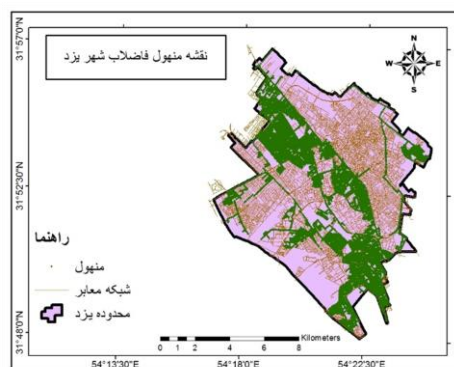 نقشه منهول فاضلاب شهر یزد
N
W E
S
31°57'0"N
31°52'30"N
31°48'0"N
راهنما
منهول
شبکه معابر
محدوده یزد
Kilometers
0 1 2 4 6 8
54°13'30"E 54°18'0"E 54°22'30"E